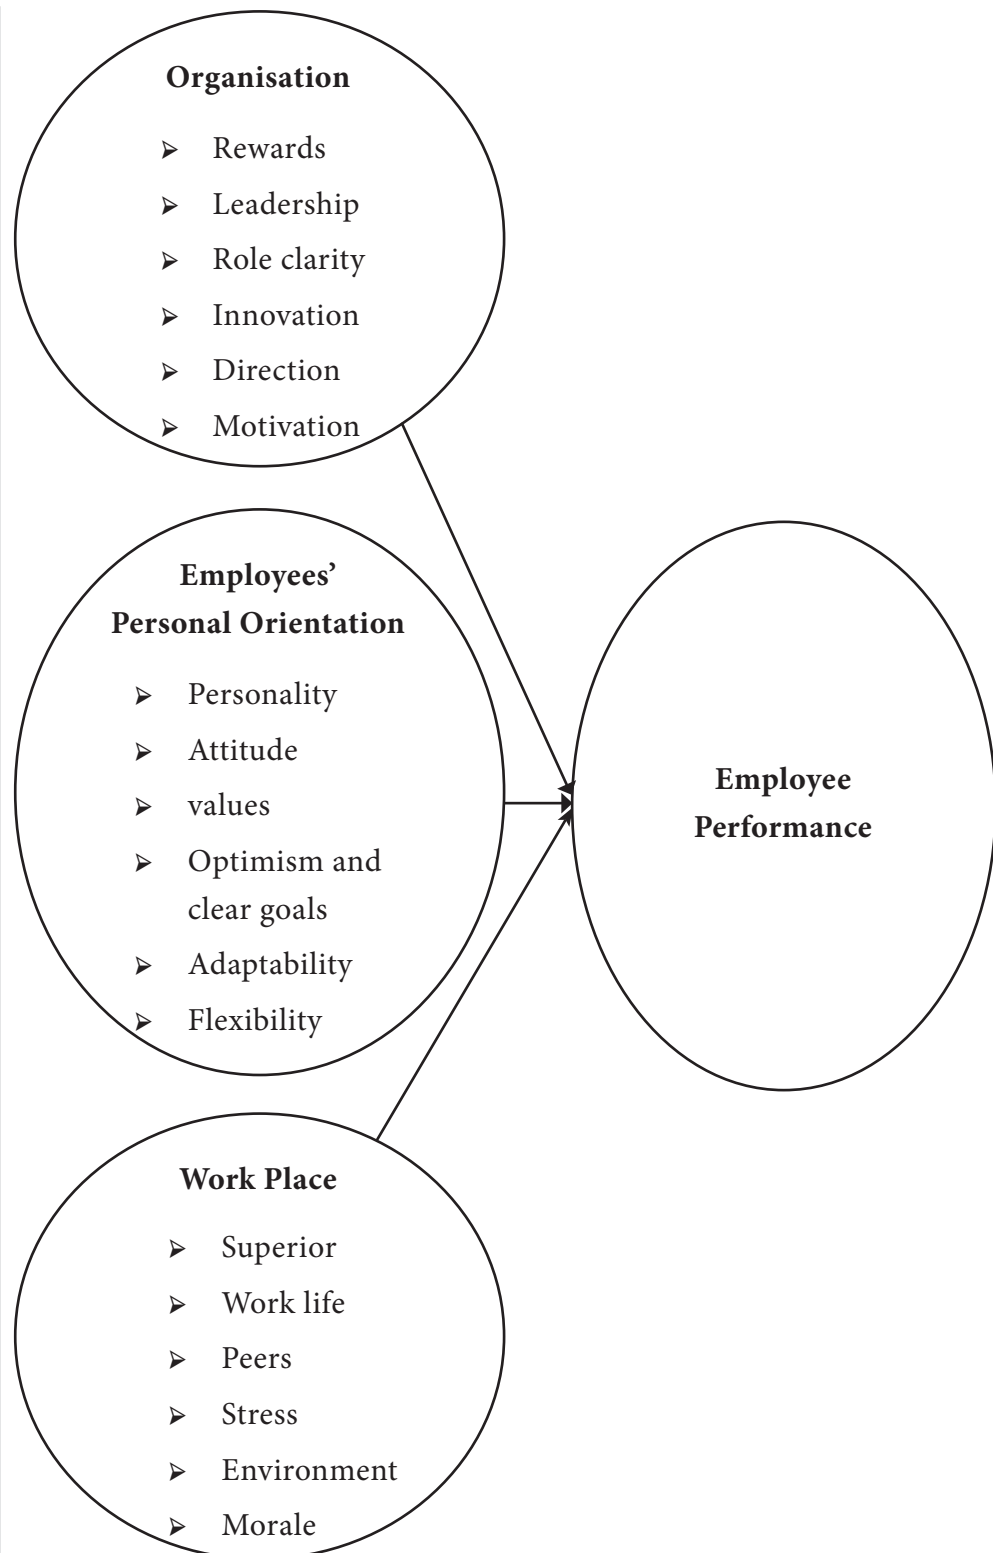 Organisation
➢ Rewards
➢ Leadership
➢ Role clarity
➢ Innovation
➢ Direction
➢ Motivation
Employees’
Personal Orientation
➢ Personality
➢ Attitude
➢ values
➢ Optimism and
clear goals
➢ Adaptability
➢ Flexibility
Employee
Performance
Work Place
➢ Superior
➢ Work life
➢ Peers
➢ Stress
➢ Environment
➢ Morale